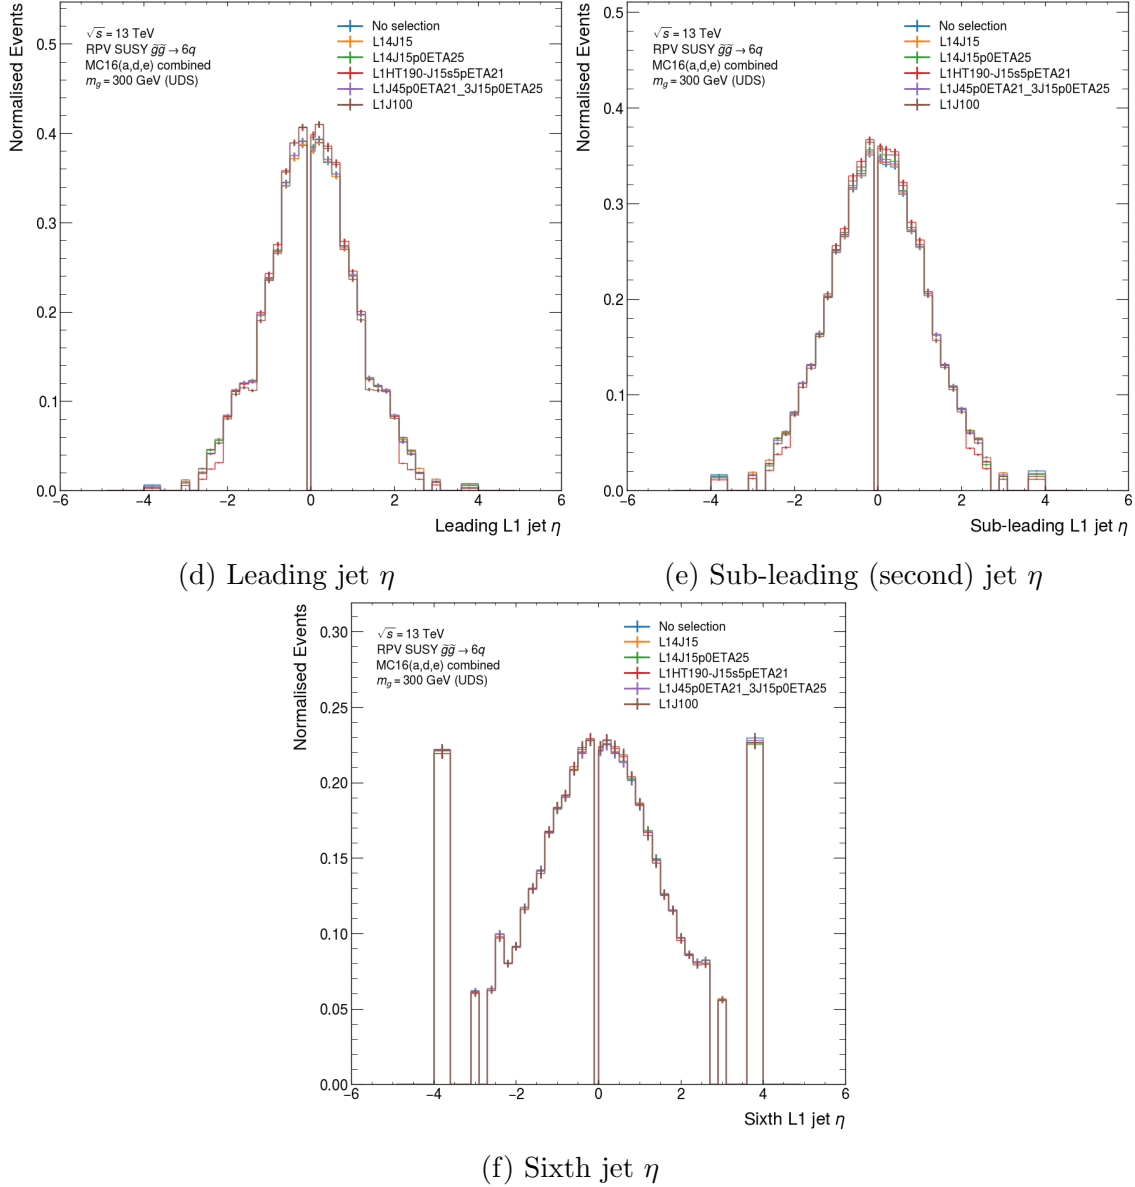 Normalised Events
√s = 13 TeV
RPV SUSY g̃g̃ → 6q
MC16(a,d,e) combined
m_g = 300 GeV (UDS)
No selection
L14J15
L14J15p0ETA25
L1HT190-J15s5pETA21
L1J45p0ETA21_3J15p0ETA25
L1J100
0.5
0.4
0.3
0.2
0.1
0.0
−6 −4 −2 0 2 4 6
Leading L1 jet η
(d) Leading jet η
Normalised Events
√s = 13 TeV
RPV SUSY g̃g̃ → 6q
MC16(a,d,e) combined
m_g = 300 GeV (UDS)
No selection
L14J15
L14J15p0ETA25
L1HT190-J15s5pETA21
L1J45p0ETA21_3J15p0ETA25
L1J100
0.5
0.4
0.3
0.2
0.1
0.0
−6 −4 −2 0 2 4 6
Sub-leading L1 jet η
(e) Sub-leading (second) jet η
Normalised Events
√s = 13 TeV
RPV SUSY g̃g̃ → 6q
MC16(a,d,e) combined
m_g = 300 GeV (UDS)
No selection
L14J15
L14J15p0ETA25
L1HT190-J15s5pETA21
L1J45p0ETA21_3J15p0ETA25
L1J100
0.30
0.25
0.20
0.15
0.10
0.05
0.00
−6 −4 −2 0 2 4 6
Sixth L1 jet η
(f) Sixth jet η